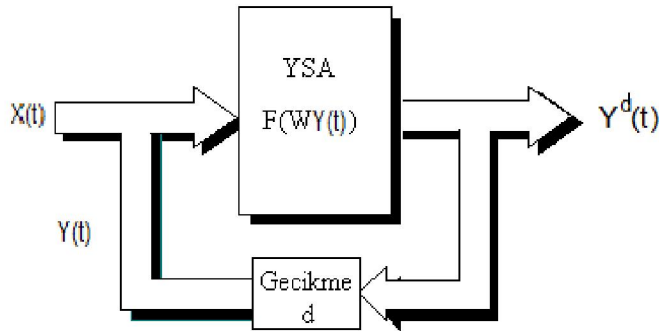 YSA
F(WY(t))
X(t)
Y^d(t)
Y(t)
Gecikme
d